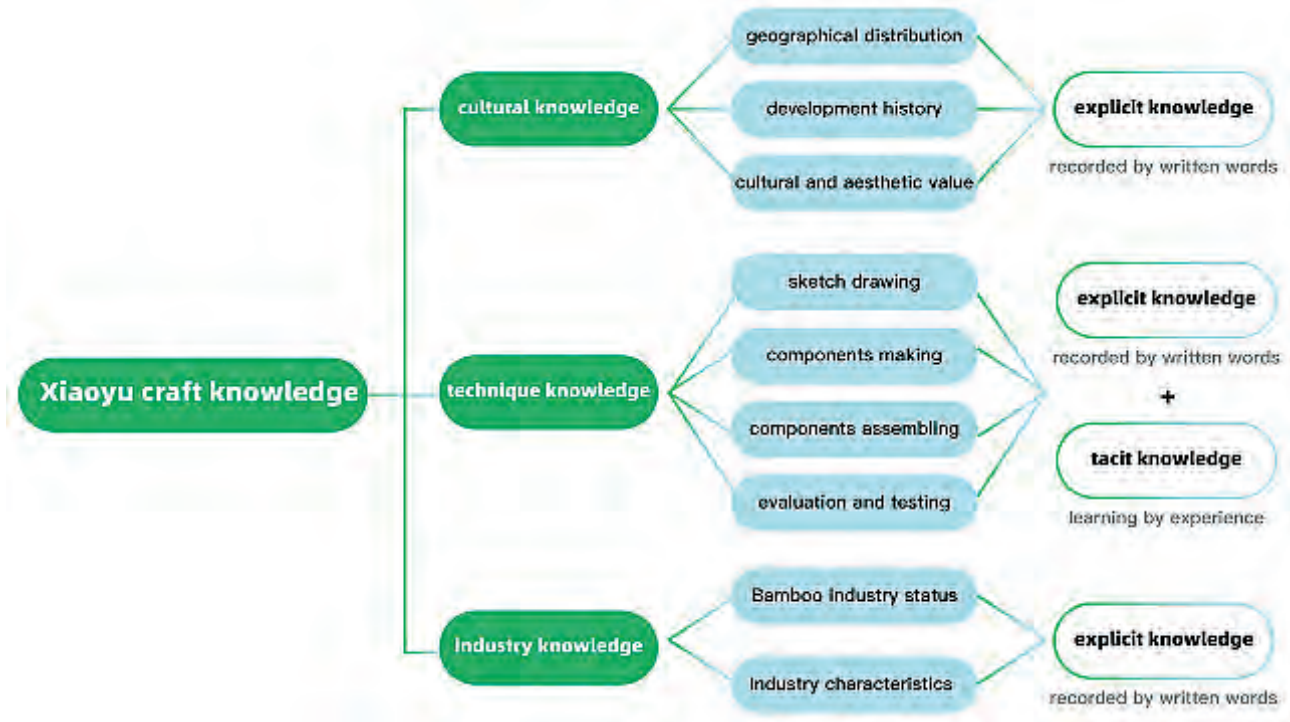 Xiaoyu craft knowledge
cultural knowledge
geographical distribution
development history
cultural and aesthetic value
explicit knowledge
recorded by written words
technique knowledge
sketch drawing
components making
components assembling
evaluation and testing
explicit knowledge
recorded by written words
+
tacit knowledge
learning by experience
Industry knowledge
Bamboo industry status
Industry characteristics
explicit knowledge
recorded by written words